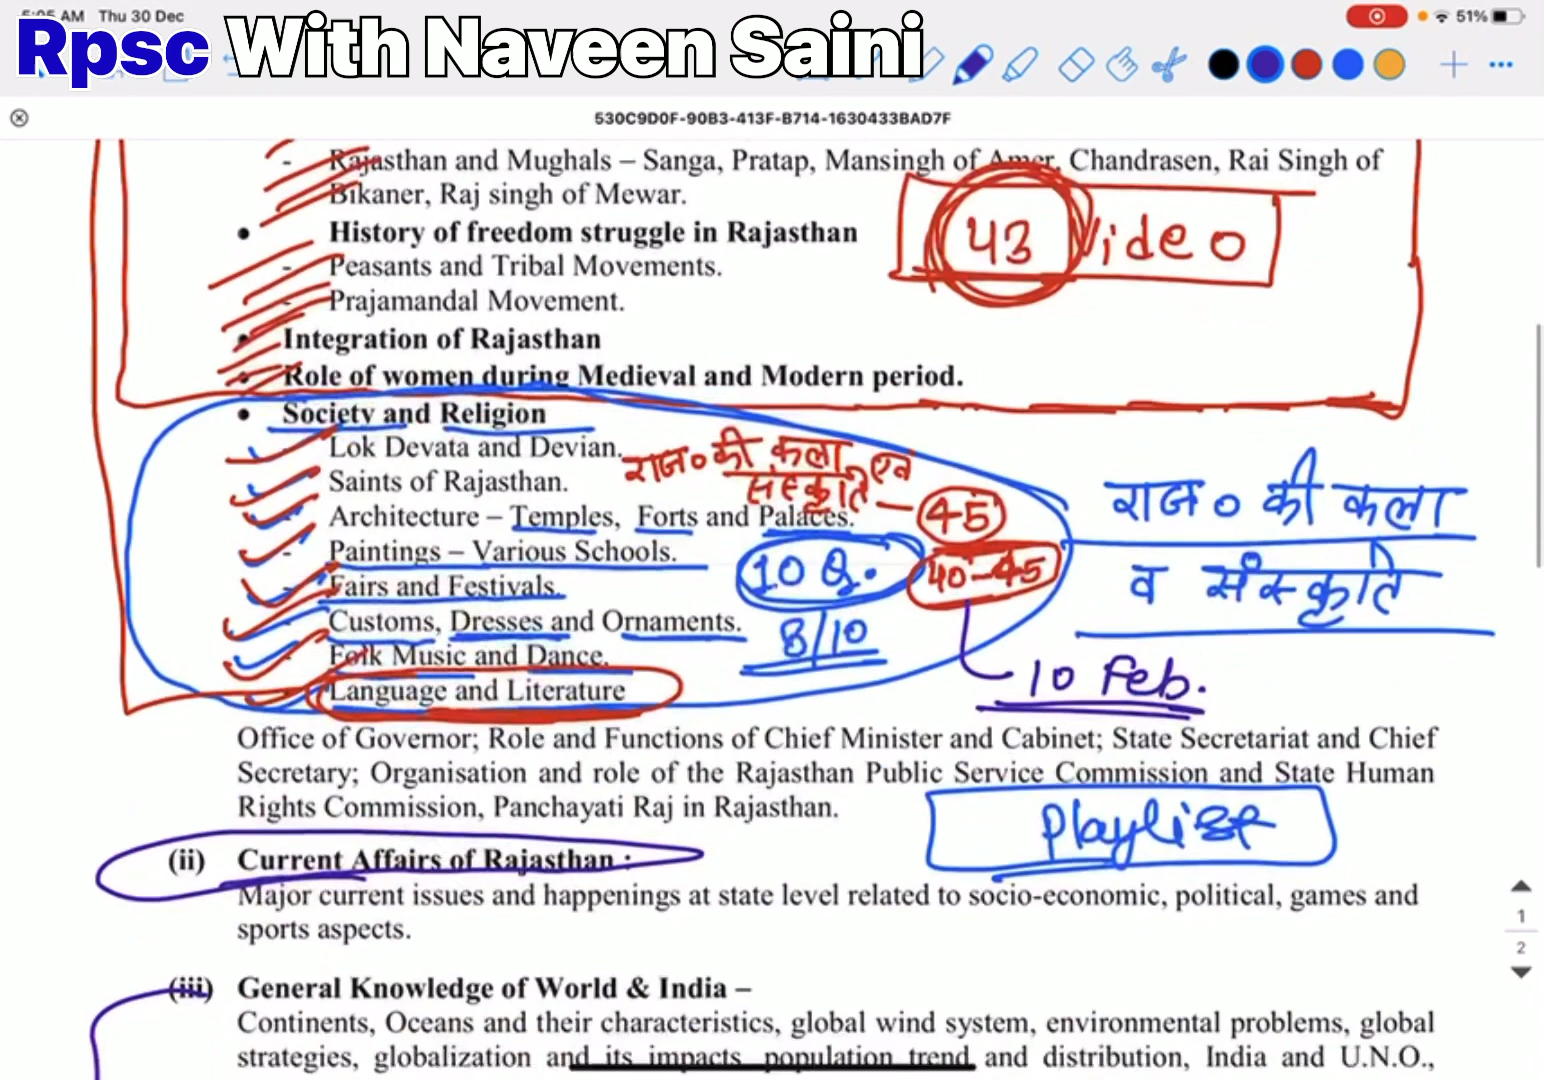 5:05 AM Thu 30 Dec
51%
Rpsc With Naveen Saini
530C9D0F-90B3-413F-B714-1630433BAD7F
- Rajasthan and Mughals – Sanga, Pratap, Mansingh of Amer, Chandrasen, Rai Singh of
Bikaner, Raj singh of Mewar.
• History of freedom struggle in Rajasthan
43 Video
- Peasants and Tribal Movements.
- Prajamandal Movement.
• Integration of Rajasthan
• Role of women during Medieval and Modern period.
• Society and Religion
Lok Devata and Devian.
राज० की कला एवं
संस्कृति – 45
Saints of Rajasthan.
राज० की कला
व संस्कृति
Architecture – Temples, Forts and Palaces.
- Paintings – Various Schools.
10 Q. 40-45
- Fairs and Festivals.
Customs, Dresses and Ornaments.
8/10
- Folk Music and Dance.
10 Feb.
Language and Literature
Office of Governor; Role and Functions of Chief Minister and Cabinet; State Secretariat and Chief
Secretary; Organisation and role of the Rajasthan Public Service Commission and State Human
Rights Commission, Panchayati Raj in Rajasthan.
Playlist
(ii) Current Affairs of Rajasthan :
Major current issues and happenings at state level related to socio-economic, political, games and
sports aspects.
1
2
(iii) General Knowledge of World & India –
Continents, Oceans and their characteristics, global wind system, environmental problems, global
strategies, globalization and its impacts, population trend and distribution, India and U.N.O.,